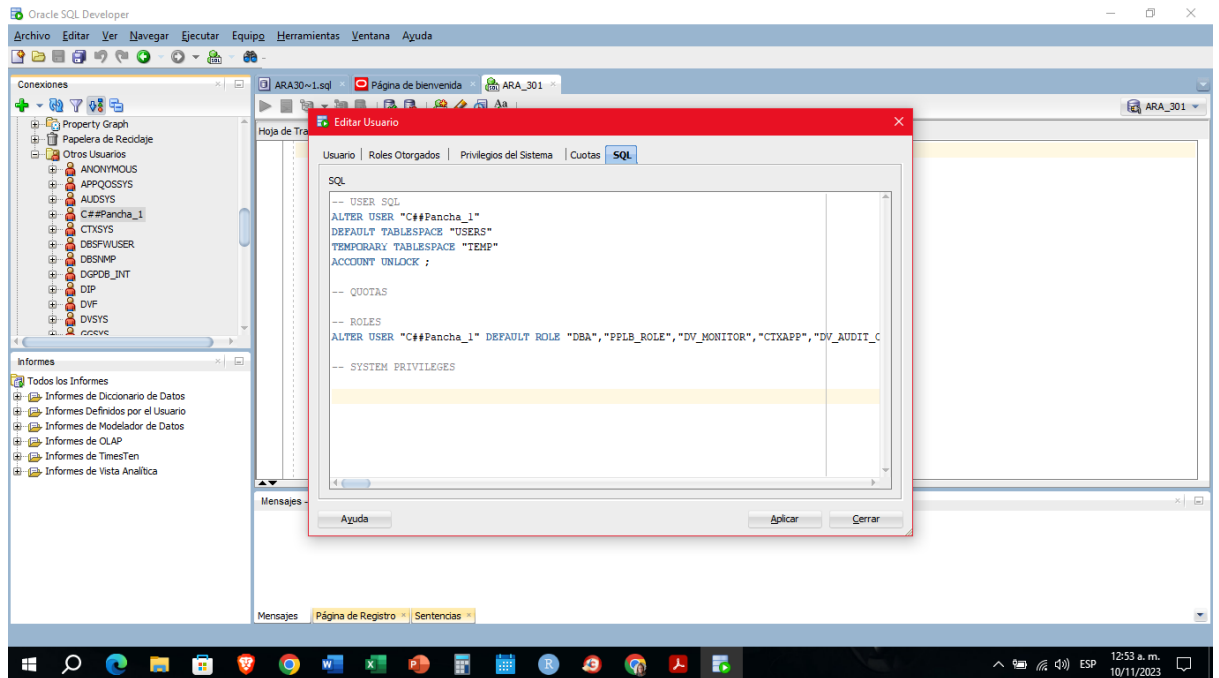 Oracle SQL Developer
Archivo Editar Ver Navegar Ejecutar Equipo Herramientas Ventana Ayuda
Conexiones
Property Graph
Papelera de Reciclaje
Otros Usuarios
ANONYMOUS
APPQOSSYS
AUDSYS
C##Pancha_1
CTXSYS
DBSFWUSER
DBSNMP
DGPDB_INT
DIP
DVF
DVSYS
GGSYS
Informes
Todos los Informes
Informes de Diccionario de Datos
Informes Definidos por el Usuario
Informes de Modelador de Datos
Informes de OLAP
Informes de TimesTen
Informes de Vista Analítica
ARA30~1.sql Página de bienvenida ARA_301
Aa
ARA_301
Hoja de Tra
Editar Usuario
Usuario Roles Otorgados Privilegios del Sistema Cuotas SQL
SQL
-- USER SQL
ALTER USER "C##Pancha_1"
DEFAULT TABLESPACE "USERS"
TEMPORARY TABLESPACE "TEMP"
ACCOUNT UNLOCK ;
-- QUOTAS
-- ROLES
ALTER USER "C##Pancha_1" DEFAULT ROLE "DBA","PPLB_ROLE","DV_MONITOR","CTXAPP","DV_AUDIT_C
-- SYSTEM PRIVILEGES
Ayuda Aplicar Cerrar
Mensajes -
Mensajes Página de Registro Sentencias
ESP
12:53 a. m.
10/11/2023